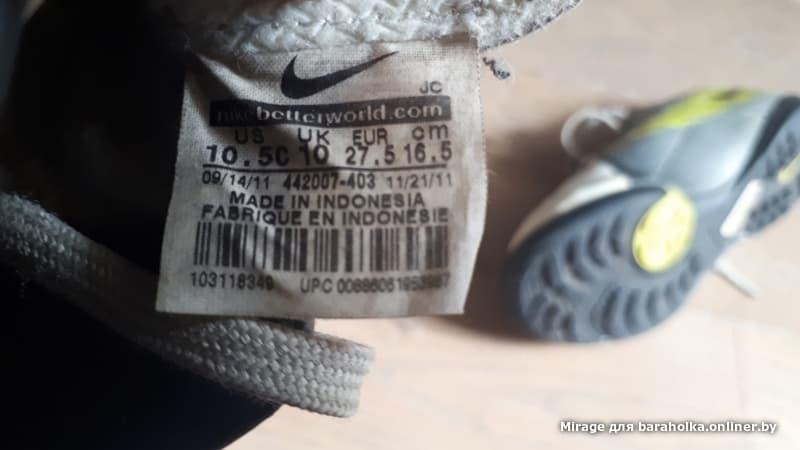 JC
nikebetterworld.com
US UK EUR cm
10.5C 10 27.5 16.5
09/14/11 442007-403 11/21/11
MADE IN INDONESIA
FABRIQUE EN INDONESIE
103118349 UPC
Mirage для baraholka.onliner.by